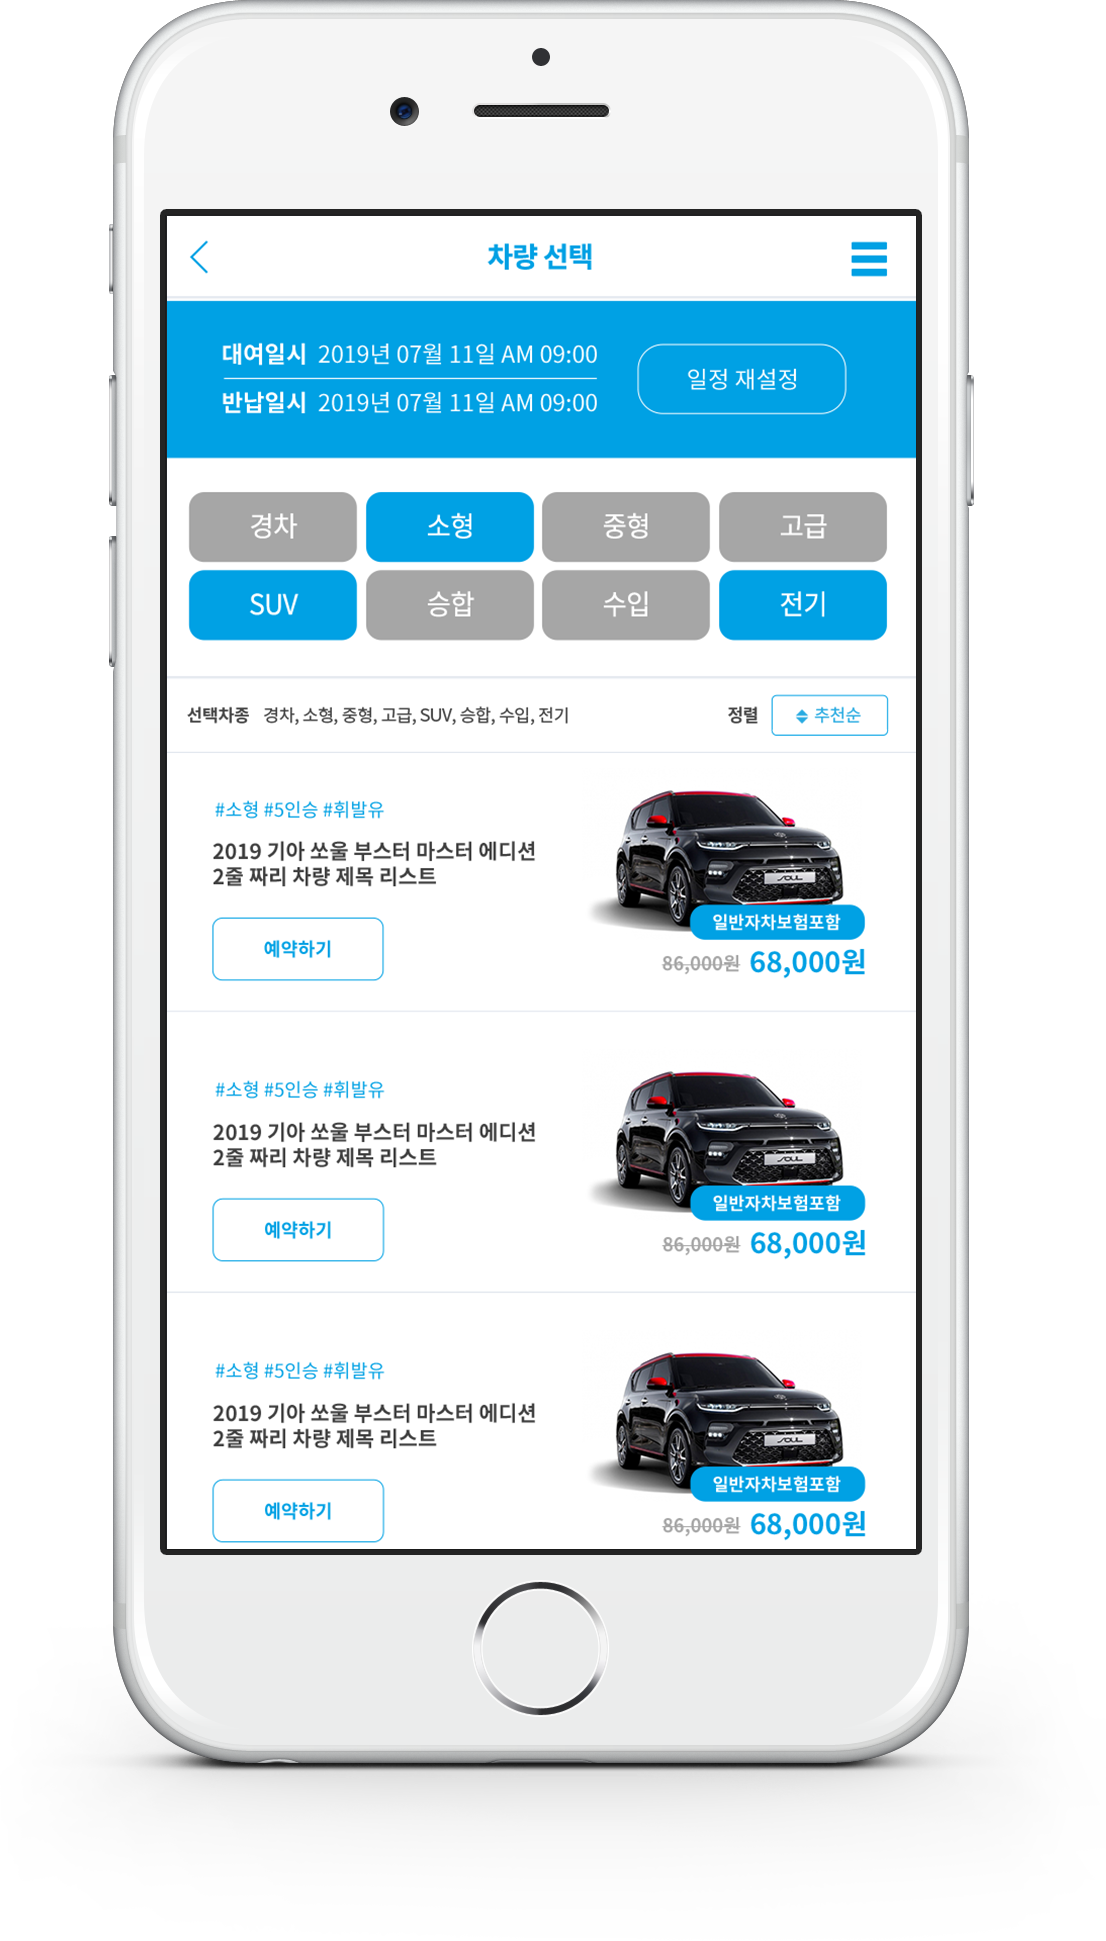 차량 선택
대여일시 2019년 07월 11일 AM 09:00
반납일시 2019년 07월 11일 AM 09:00
일정 재설정
경차 소형 중형 고급
SUV 승합 수입 전기
선택차종 경차, 소형, 중형, 고급, SUV, 승합, 수입, 전기
정렬 추천순
#소형 #5인승 #휘발유
2019 기아 쏘울 부스터 마스터 에디션
2줄 짜리 차량 제목 리스트
예약하기
SOUL
일반자차보험포함
86,000원 68,000원
#소형 #5인승 #휘발유
2019 기아 쏘울 부스터 마스터 에디션
2줄 짜리 차량 제목 리스트
예약하기
SOUL
일반자차보험포함
86,000원 68,000원
#소형 #5인승 #휘발유
2019 기아 쏘울 부스터 마스터 에디션
2줄 짜리 차량 제목 리스트
예약하기
SOUL
일반자차보험포함
86,000원 68,000원